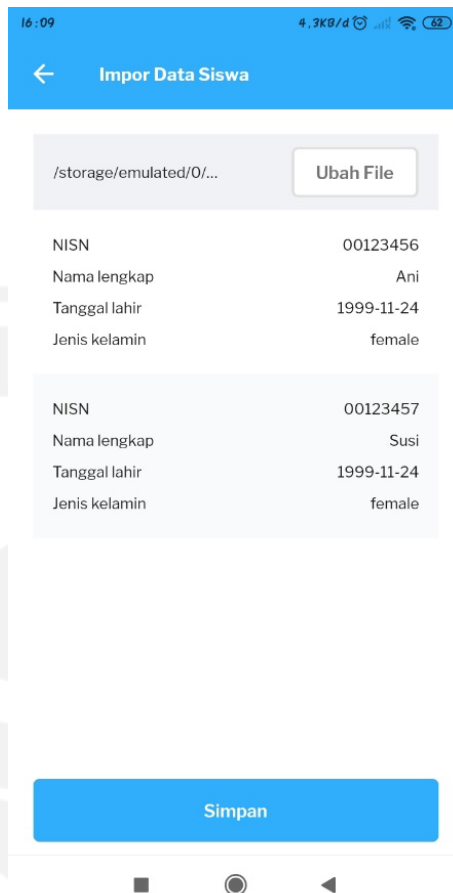 16:09 4,3KB/d 62
Impor Data Siswa
/storage/emulated/0/... Ubah File
NISN 00123456
Nama lengkap Ani
Tanggal lahir 1999-11-24
Jenis kelamin female
NISN 00123457
Nama lengkap Susi
Tanggal lahir 1999-11-24
Jenis kelamin female
Simpan